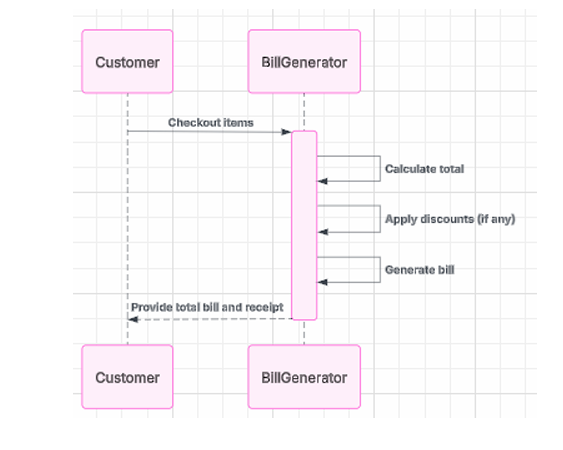 Customer
BillGenerator
Checkout items
Calculate total
Apply discounts (if any)
Generate bill
Provide total bill and receipt
Customer
BillGenerator